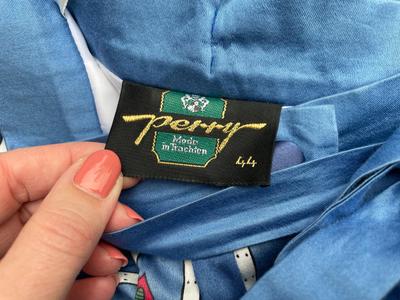 Perry
Mode
in Trachten
44